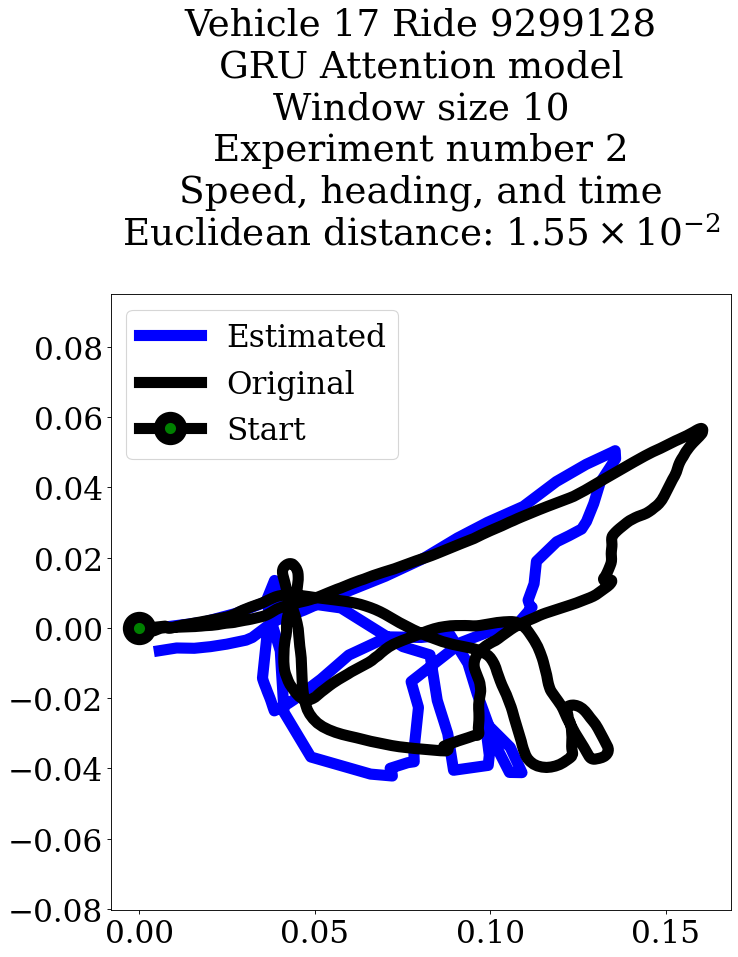 Vehicle 17 Ride 9299128
GRU Attention model
Window size 10
Experiment number 2
Speed, heading, and time
Euclidean distance: 1.55 × 10⁻²
Estimated
Original
Start
0.08
0.06
0.04
0.02
0.00
−0.02
−0.04
−0.06
−0.08
0.00 0.05 0.10 0.15